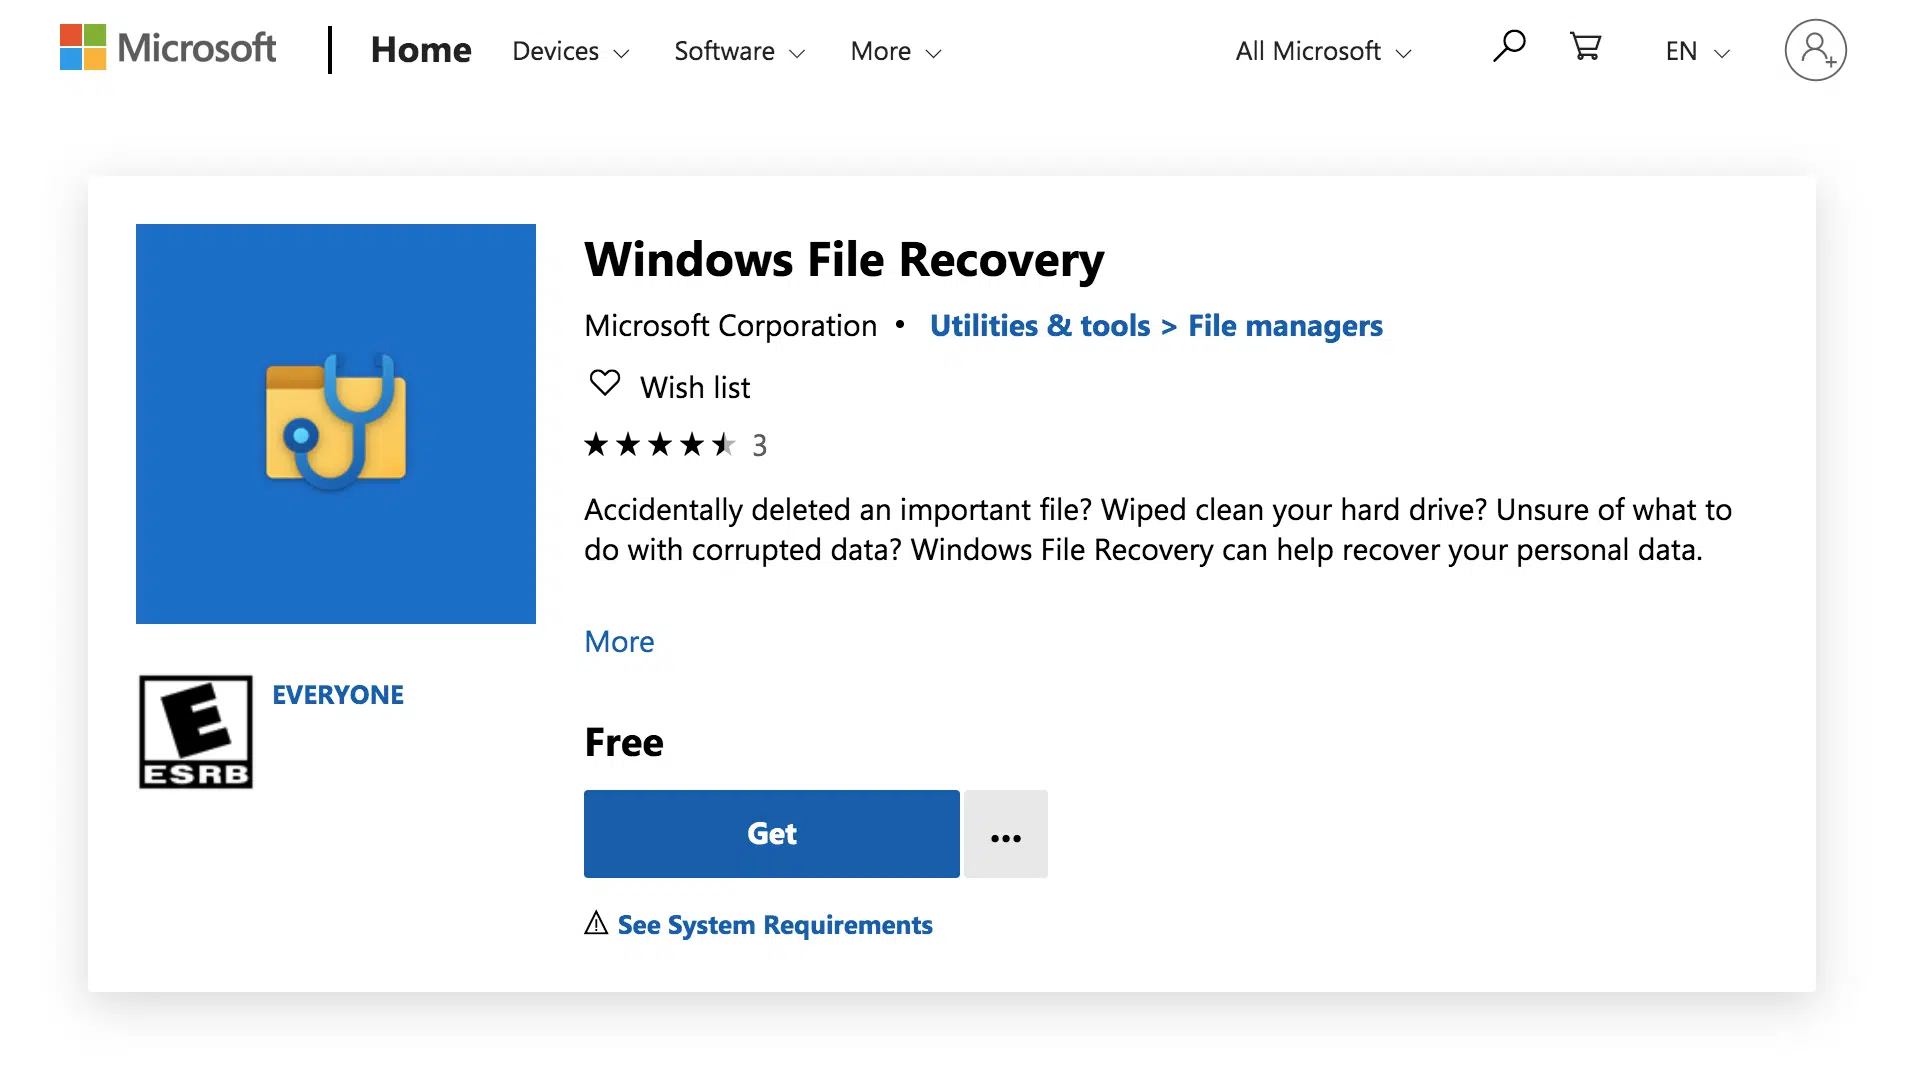 Microsoft
Home
Devices
Software
More
All Microsoft
EN
Windows File Recovery
Microsoft Corporation • Utilities & tools > File managers
Wish list
3
Accidentally deleted an important file? Wiped clean your hard drive? Unsure of what to
do with corrupted data? Windows File Recovery can help recover your personal data.
More
E
ESRB
EVERYONE
Free
Get
...
See System Requirements